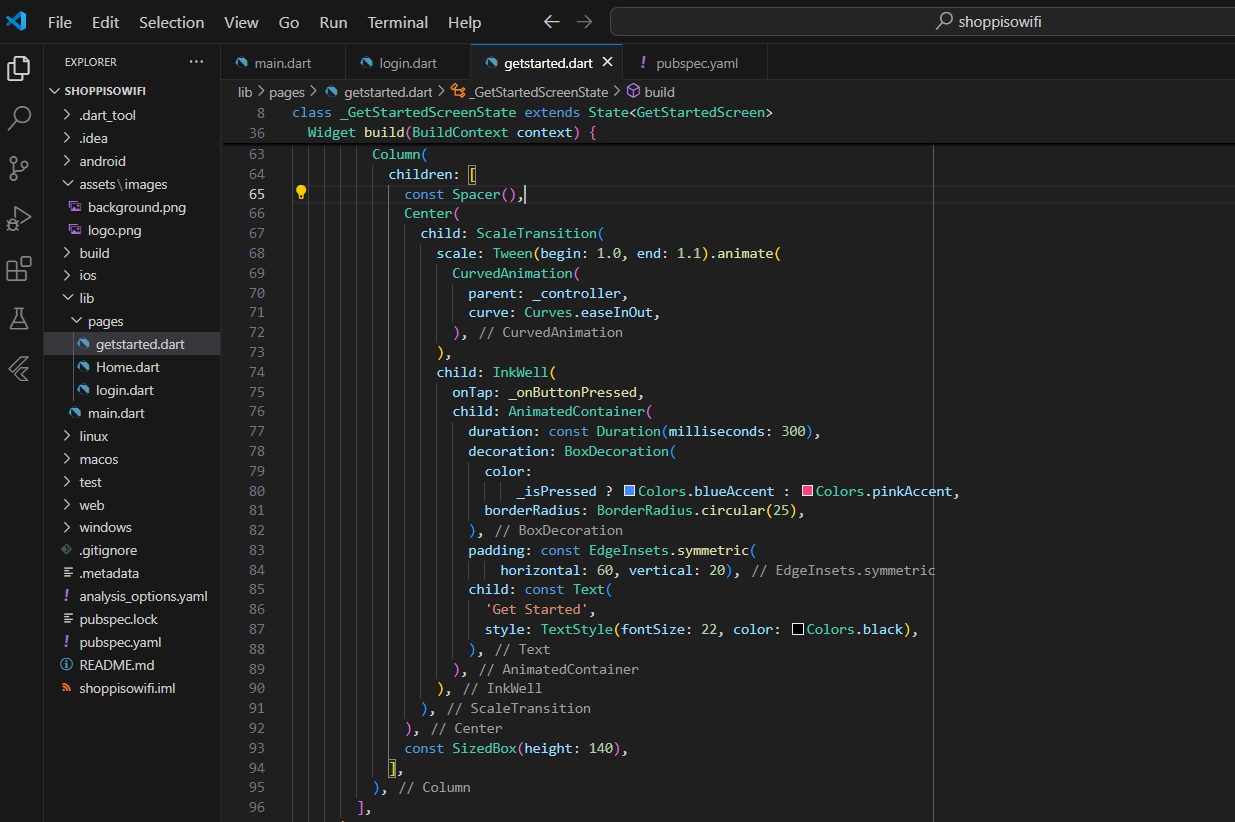 File Edit Selection View Go Run Terminal Help shoppisowifi
EXPLORER ···
SHOPPISOWIFI
.dart_tool
.idea
android
assets\images
background.png
logo.png
build
ios
lib
pages
getstarted.dart
Home.dart
login.dart
main.dart
linux
macos
test
web
windows
.gitignore
.metadata
! analysis_options.yaml
pubspec.lock
! pubspec.yaml
README.md
shoppisowifi.iml
main.dart login.dart getstarted.dart × ! pubspec.yaml
lib > pages > getstarted.dart > _GetStartedScreenState > build
8 class _GetStartedScreenState extends State<GetStartedScreen>
36 Widget build(BuildContext context) {
63 Column(
64 children: [
65 const Spacer(),
66 Center(
67 child: ScaleTransition(
68 scale: Tween(begin: 1.0, end: 1.1).animate(
69 CurvedAnimation(
70 parent: _controller,
71 curve: Curves.easeInOut,
72 ), // CurvedAnimation
73 ),
74 child: InkWell(
75 onTap: _onButtonPressed,
76 child: AnimatedContainer(
77 duration: const Duration(milliseconds: 300),
78 decoration: BoxDecoration(
79 color:
80 _isPressed ? Colors.blueAccent : Colors.pinkAccent,
81 borderRadius: BorderRadius.circular(25),
82 ), // BoxDecoration
83 padding: const EdgeInsets.symmetric(
84 horizontal: 60, vertical: 20), // EdgeInsets.symmetric
85 child: const Text(
86 'Get Started',
87 style: TextStyle(fontSize: 22, color: Colors.black),
88 ), // Text
89 ), // AnimatedContainer
90 ), // InkWell
91 ), // ScaleTransition
92 ), // Center
93 const SizedBox(height: 140),
94 ],
95 ), // Column
96 ],